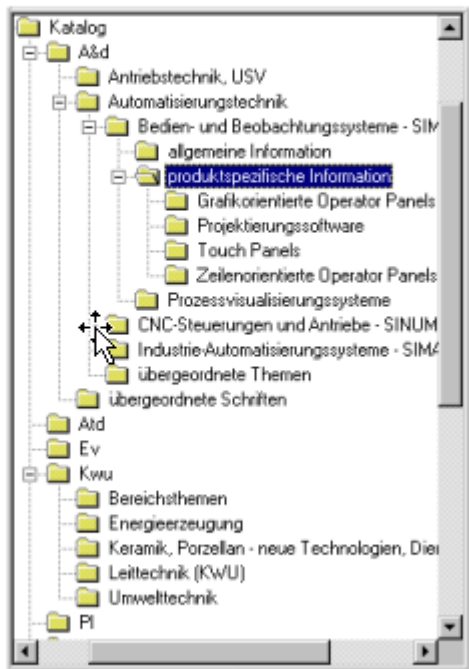 Katalog
A&d
Antriebstechnik, USV
Automatisierungstechnik
Bedien- und Beobachtungssysteme - SIM
allgemeine Information
produktspezifische Information
Grafikorientierte Operator Panels
Projektierungssoftware
Touch Panels
Zeilenorientierte Operator Panels
Prozessvisualisierungssysteme
CNC-Steuerungen und Antriebe - SINUM
Industrie-Automatisierungssysteme - SIMA
übergeordnete Themen
übergeordnete Schriften
Atd
Ev
Kwu
Bereichsthemen
Energieerzeugung
Keramik, Porzellan - neue Technologien, Dien
Leittechnik (KWU)
Umwelttechnik
Pl